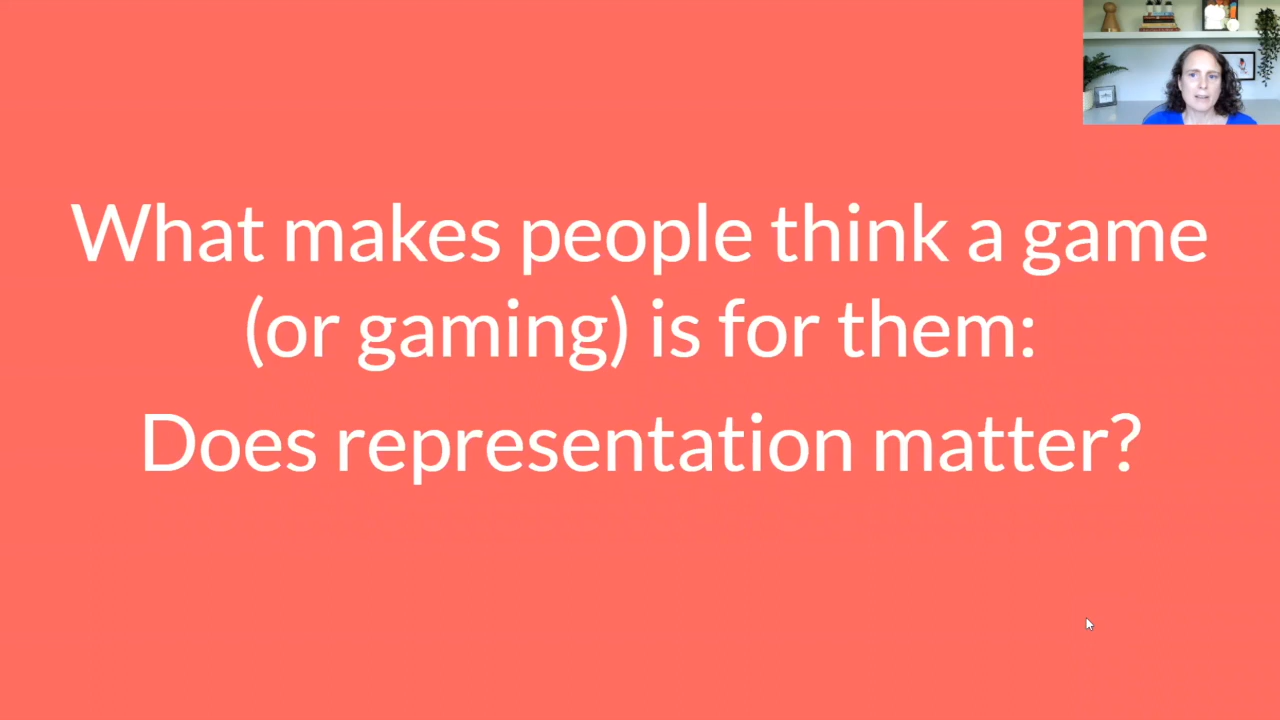 What makes people think a game
(or gaming) is for them:
Does representation matter?